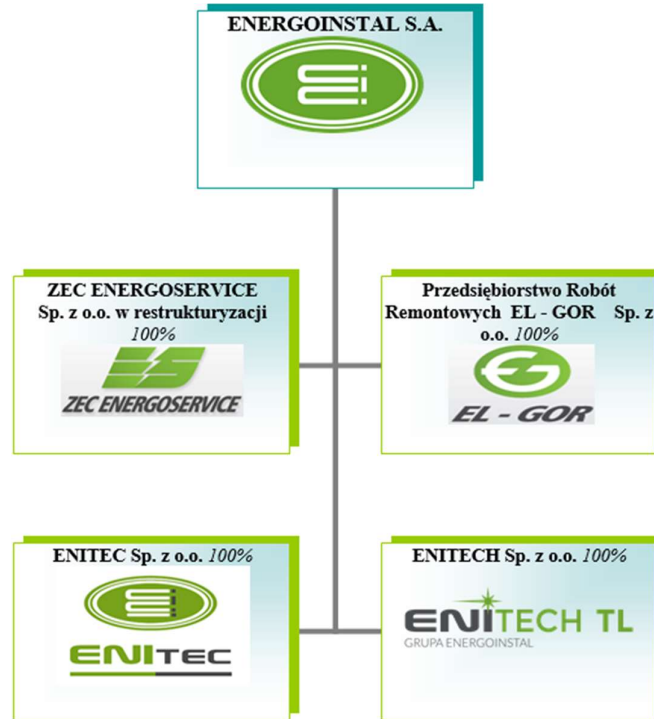 ENERGOINSTAL S.A.
ZEC ENERGOSERVICE
Sp. z o.o. w restrukturyzacji
100%
ZEC ENERGOSERVICE
Przedsiębiorstwo Robót
Remontowych EL - GOR Sp. z
o.o. 100%
EL - GOR
ENITEC Sp. z o.o. 100%
ENITEC
ENITECH Sp. z o.o. 100%
ENITECH TL
GRUPA ENERGOINSTAL